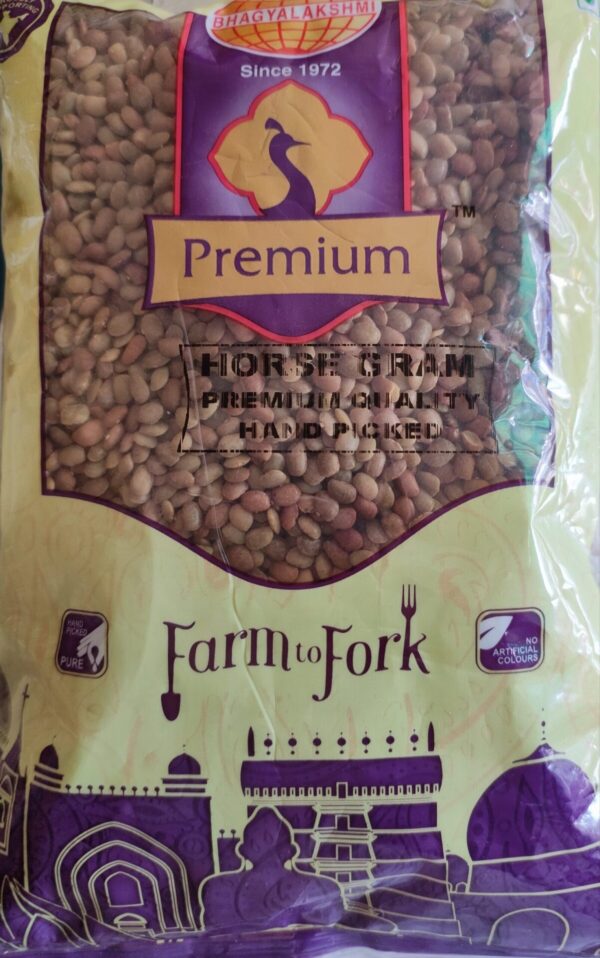 BHAGYALAKSHMI
Since 1972
TM
Premium
HORSE GRAM
PREMIUM QUALITY
HAND PICKED
HAND
PICKED
PURE
Farm to Fork
NO
ARTIFICIAL
COLOURS